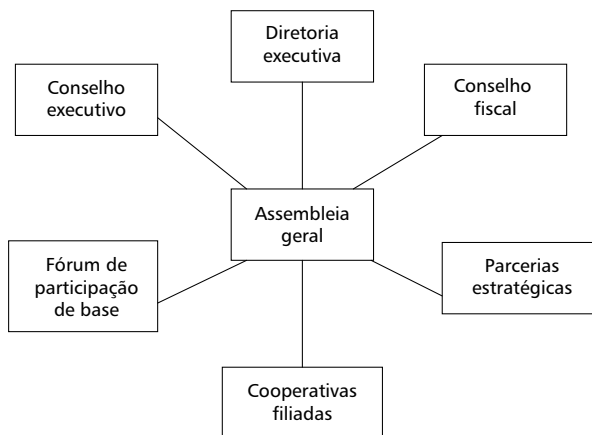 Diretoria
executiva
Conselho
executivo
Conselho
fiscal
Assembleia
geral
Fórum de
participação
de base
Parcerias
estratégicas
Cooperativas
filiadas